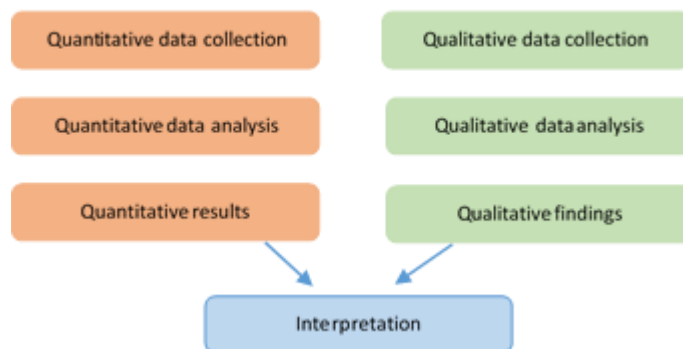 Quantitative data collection
Qualitative data collection
Quantitative data analysis
Qualitative data analysis
Quantitative results
Qualitative findings
Interpretation